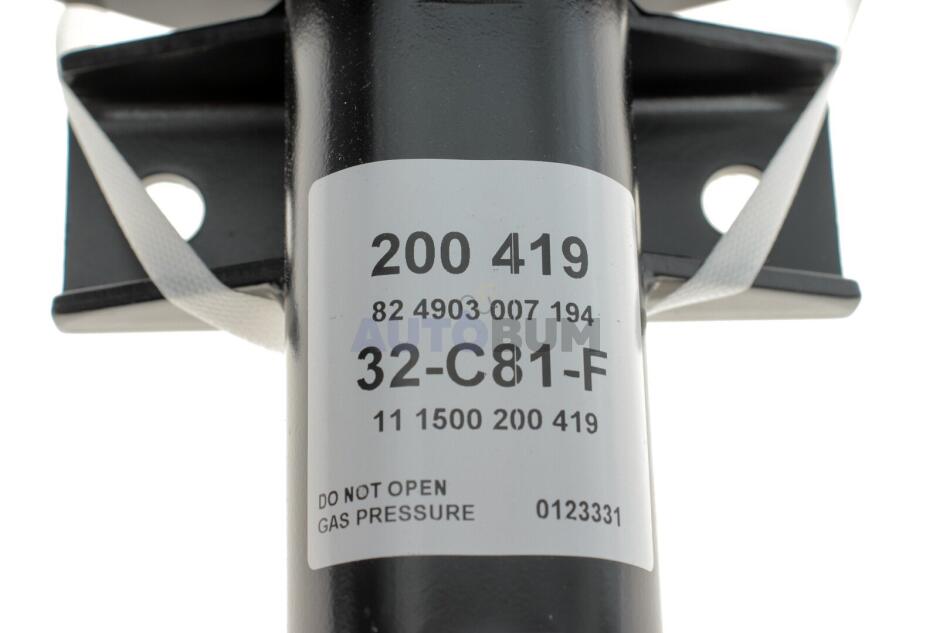 200 419
82 4903 007 194
AUTOBUM
32-C81-F
11 1500 200 419
DO NOT OPEN
GAS PRESSURE 0123331